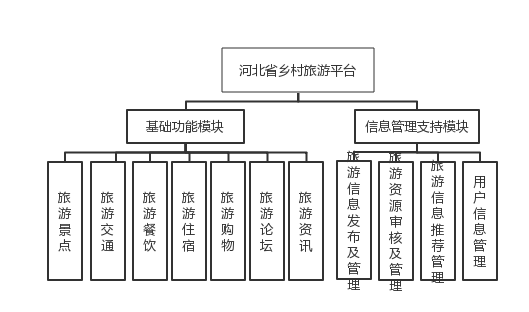 河北省乡村旅游平台
基础功能模块
信息管理支持模块
旅游景点
旅游交通
旅游餐饮
旅游住宿
旅游购物
旅游论坛
旅游资讯
旅游信息发布及管理
旅游资源审核及管理
旅游信息推荐管理
用户信息管理